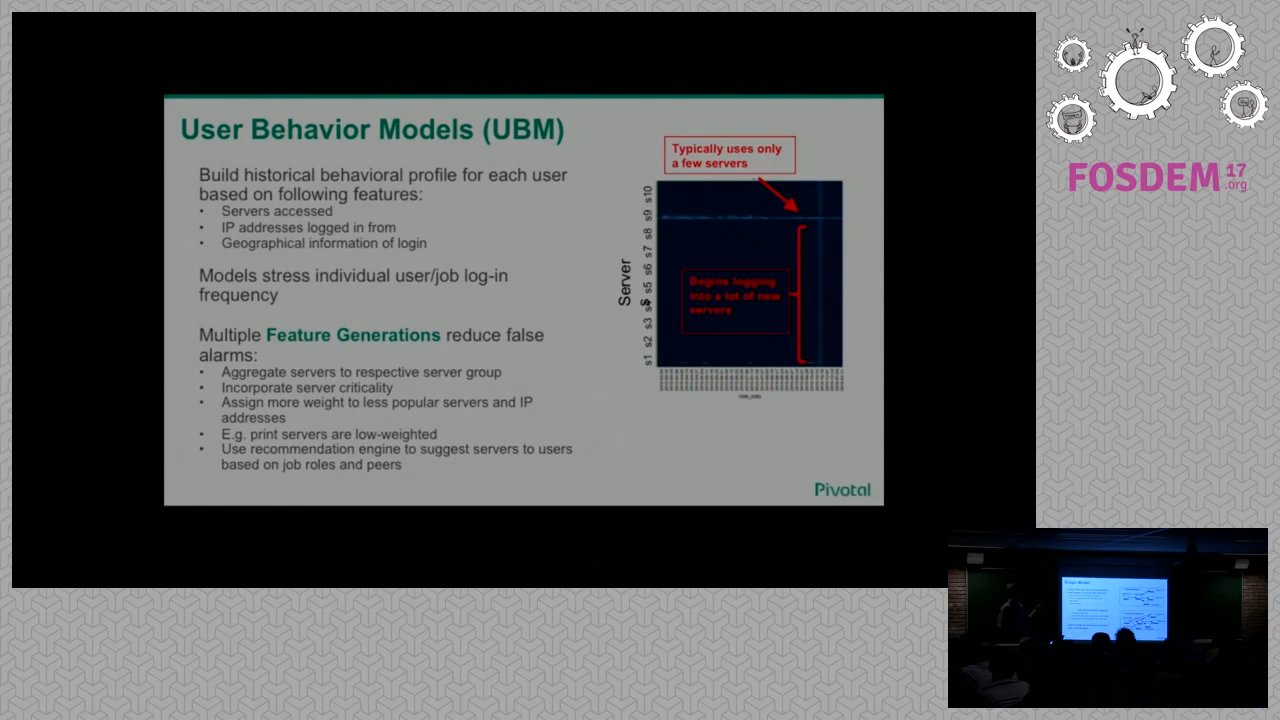 User Behavior Models (UBM)
Build historical behavioral profile for each user
based on following features:
• Servers accessed
• IP addresses logged in from
• Geographical information of login
Models stress individual user/job log-in
frequency
Multiple Feature Generations reduce false
alarms:
• Aggregate servers to respective server group
• Incorporate server criticality
• Assign more weight to less popular servers and IP
addresses
• E.g. print servers are low-weighted
• Use recommendation engine to suggest servers to users
based on job roles and peers
Typically uses only
a few servers
Begins logging
into a lot of new
servers
Server
s
s10
s9
s8
s7
s6
s5
s4
s3
s2
s1
Pivotal
FOSDEM 17
.org
Graph Model